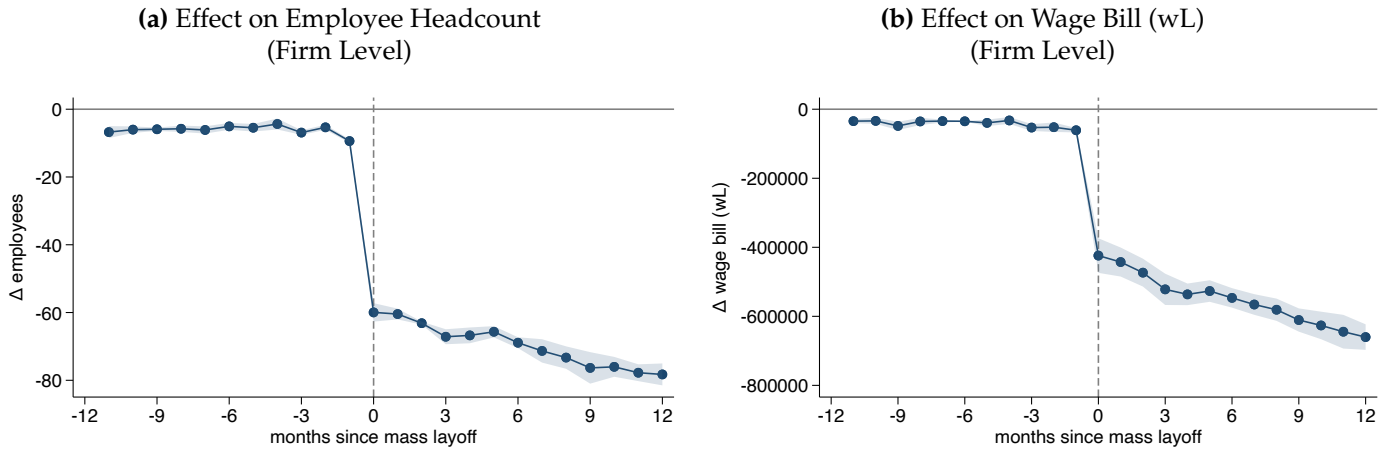 (a) Effect on Employee Headcount
(Firm Level)
0
-20
-40
-60
-80
Δ employees
-12 -9 -6 -3 0 3 6 9 12
months since mass layoff
(b) Effect on Wage Bill (wL)
(Firm Level)
0
-200000
-400000
-600000
-800000
Δ wage bill (wL)
-12 -9 -6 -3 0 3 6 9 12
months since mass layoff